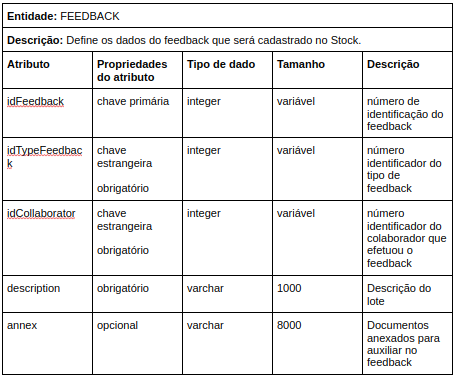 Entidade: FEEDBACK
Descrição: Define os dados do feedback que será cadastrado no Stock.
Atributo
Propriedades
do atributo
Tipo de dado
Tamanho
Descrição
idFeedback
chave primária
integer
variável
número de
identificação do
feedback
idTypeFeedbac
k
chave
estrangeira
obrigatório
integer
variável
número
identificador do
tipo de
feedback
idCollaborator
chave
estrangeira
obrigatório
integer
variável
número
identificador do
colaborador que
efetuou o
feedback
description
obrigatório
varchar
1000
Descrição do
lote
annex
opcional
varchar
8000
Documentos
anexados para
auxiliar no
feedback